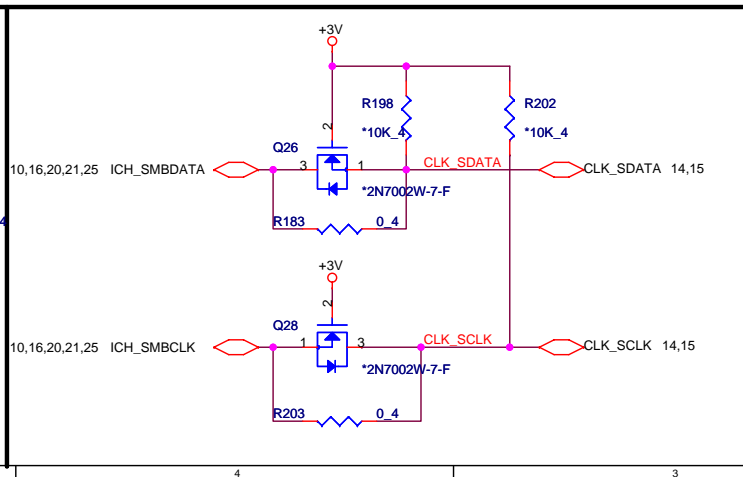 +3V
R198
*10K_4
R202
*10K_4
2
Q26
10,16,20,21,25 ICH_SMBDATA
3
1
CLK_SDATA
CLK_SDATA 14,15
*2N7002W-7-F
4
R183
0_4
+3V
2
Q28
10,16,20,21,25 ICH_SMBCLK
1
3
CLK_SCLK
CLK_SCLK 14,15
*2N7002W-7-F
R203
0_4
4
3